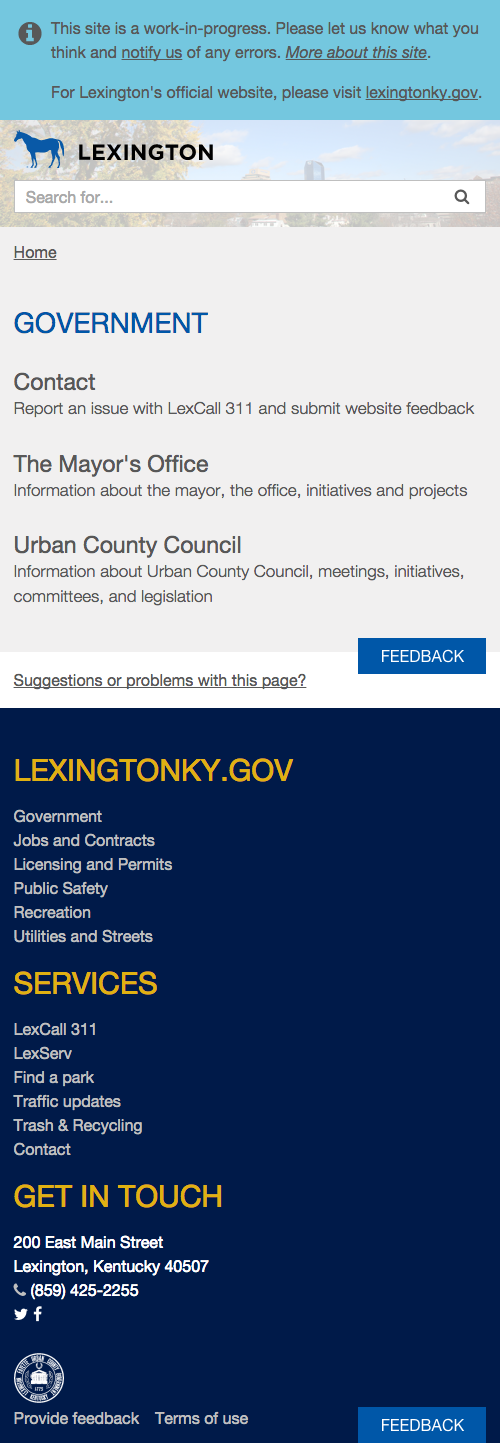 This site is a work-in-progress. Please let us know what you
think and notify us of any errors. More about this site.
For Lexington's official website, please visit lexingtonky.gov.
LEXINGTON
Search for...
Home
GOVERNMENT
Contact
Report an issue with LexCall 311 and submit website feedback
The Mayor's Office
Information about the mayor, the office, initiatives and projects
Urban County Council
Information about Urban County Council, meetings, initiatives,
committees, and legislation
FEEDBACK
Suggestions or problems with this page?
LEXINGTONKY.GOV
Government
Jobs and Contracts
Licensing and Permits
Public Safety
Recreation
Utilities and Streets
SERVICES
LexCall 311
LexServ
Find a park
Traffic updates
Trash & Recycling
Contact
GET IN TOUCH
200 East Main Street
Lexington, Kentucky 40507
(859) 425-2255
Provide feedback Terms of use
FEEDBACK